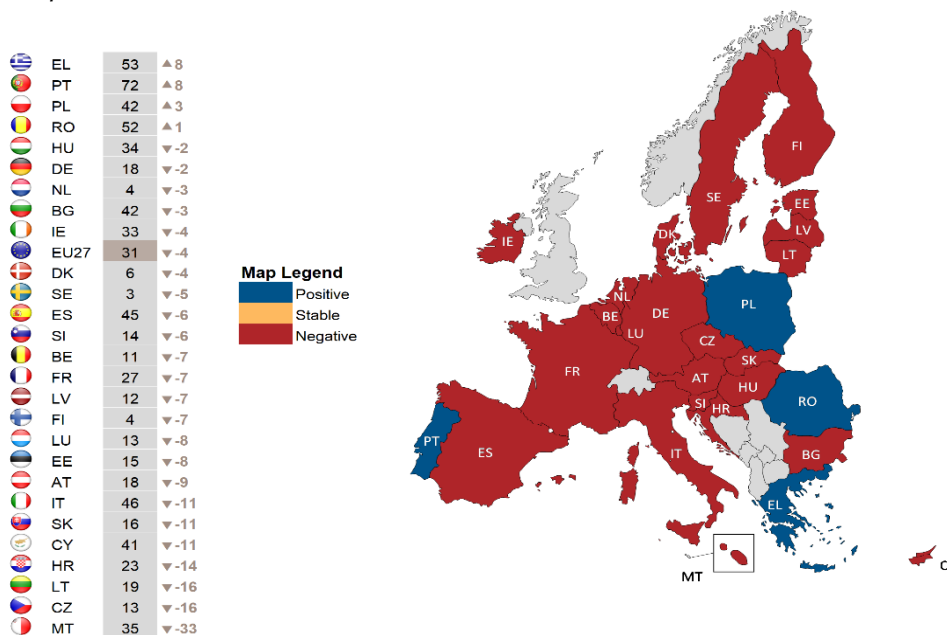 EL 53 ▲ 8
PT 72 ▲ 8
PL 42 ▲ 3
RO 52 ▲ 1
HU 34 ▼ -2
DE 18 ▼ -2
NL 4 ▼ -3
BG 42 ▼ -3
IE 33 ▼ -4
EU27 31 ▼ -4
DK 6 ▼ -4
SE 3 ▼ -5
ES 45 ▼ -6
SI 14 ▼ -6
BE 11 ▼ -7
FR 27 ▼ -7
LV 12 ▼ -7
FI 4 ▼ -7
LU 13 ▼ -8
EE 15 ▼ -8
AT 18 ▼ -9
IT 46 ▼ -11
SK 16 ▼ -11
CY 41 ▼ -11
HR 23 ▼ -14
LT 19 ▼ -16
CZ 13 ▼ -16
MT 35 ▼ -33
Map Legend
Positive
Stable
Negative
FI
SE
EE
LV
LT
DK
IE
NL
BE
DE
PL
LU
CZ
SK
FR
AT
HU
SI
HR
RO
PT
ES
IT
BG
EL
MT